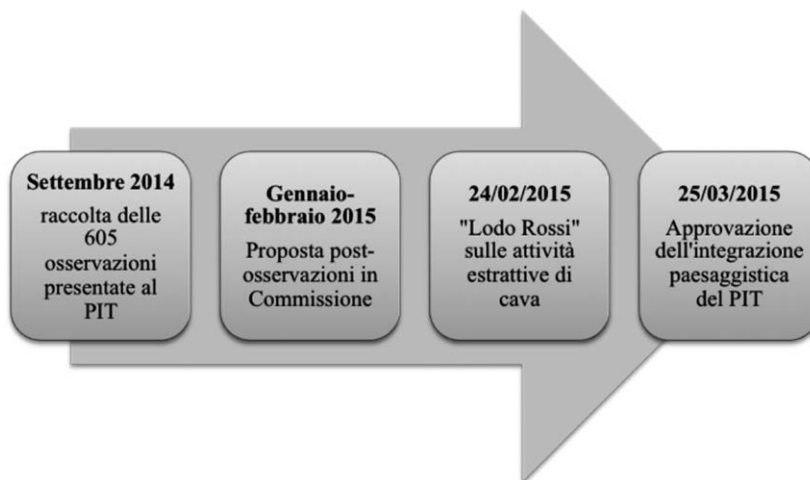 Settembre 2014
raccolta delle
605
osservazioni
presentate al
PIT
Gennaio-
febbraio 2015
Proposta post-
osservazioni in
Commissione
24/02/2015
"Lodo Rossi"
sulle attività
estrattive di
cava
25/03/2015
Approvazione
dell'integrazione
paesaggistica
del PIT